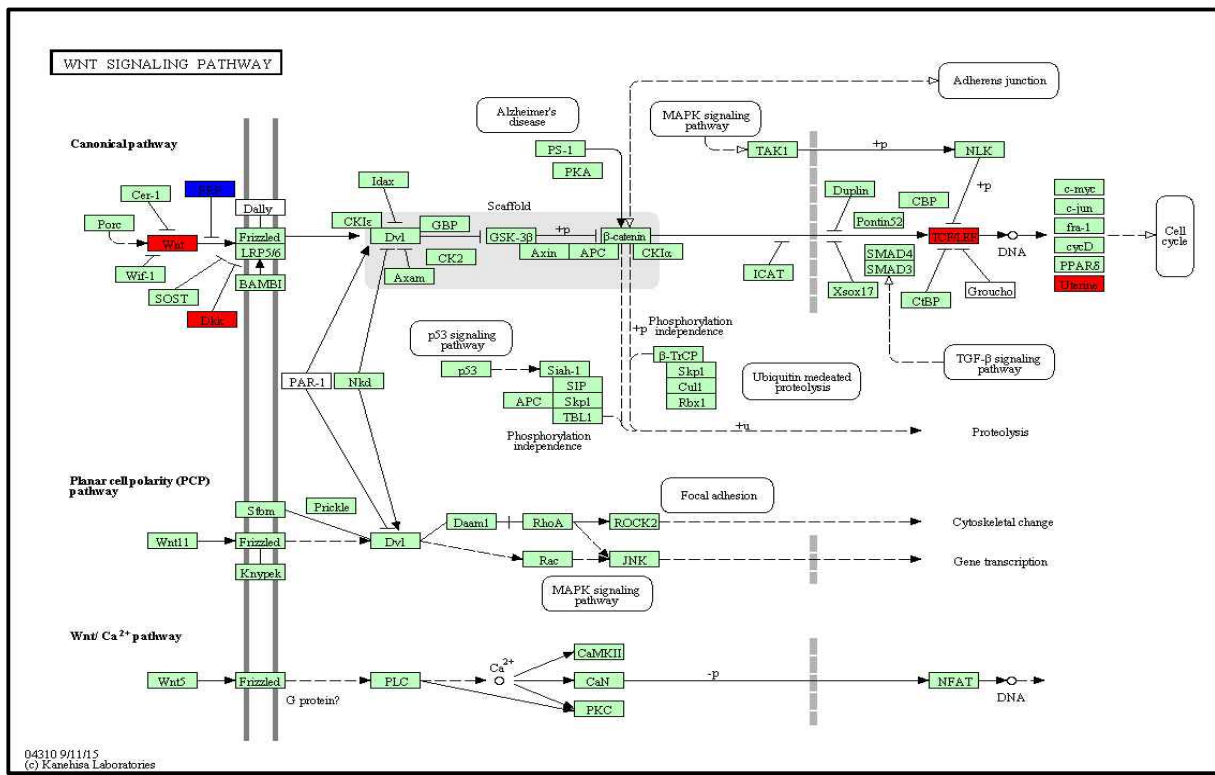 WNT SIGNALING PATHWAY
Canonical pathway
Alzheimer's
disease
MAPK signaling
pathway
Adherens junction
PS-1
PKA
TAK1
+p
NLK
Cer-1
Idax
Dally
Porc
Wnt
Frizzled
LRP5/6
Wif-1
SOST
BAMBI
Dkk
CKIε
Dvl
GBP
Scaffold
CK2
Axam
GSK-3β
+p
β-catenin
Axin
APC
CKIα
Duplin
Pontin52
CBP
+p
TCF/LEF
DNA
SMAD4
SMAD3
ICAT
Xsox17
CtBP
Groucho
c-myc
c-jun
fra-1
cycD
PPARδ
Uterine
Cell
cycle
PAR-1
Nkd
p53 signaling
pathway
p53
Siah-1
SIP
APC
Skp1
TBL1
Phosphorylation
independence
+p
Phosphorylation
independence
β-TrCP
Skp1
Cul1
Rbx1
Ubiquitin medeated
proteolysis
TGF-β signaling
pathway
+u
Proteolysis
Planar cell polarity (PCP)
pathway
Stbm
Prickle
Wnt11
Frizzled
Knypek
Dvl
Daam1
RhoA
ROCK2
Focal adhesion
Cytoskeletal change
Rac
JNK
Gene transcription
MAPK signaling
pathway
Wnt/ Ca2+ pathway
Wnt5
Frizzled
G protein?
PLC
Ca2+
CaMKII
CaN
PKC
-p
NFAT
DNA
04310 9/11/15
(c) Kanehisa Laboratories